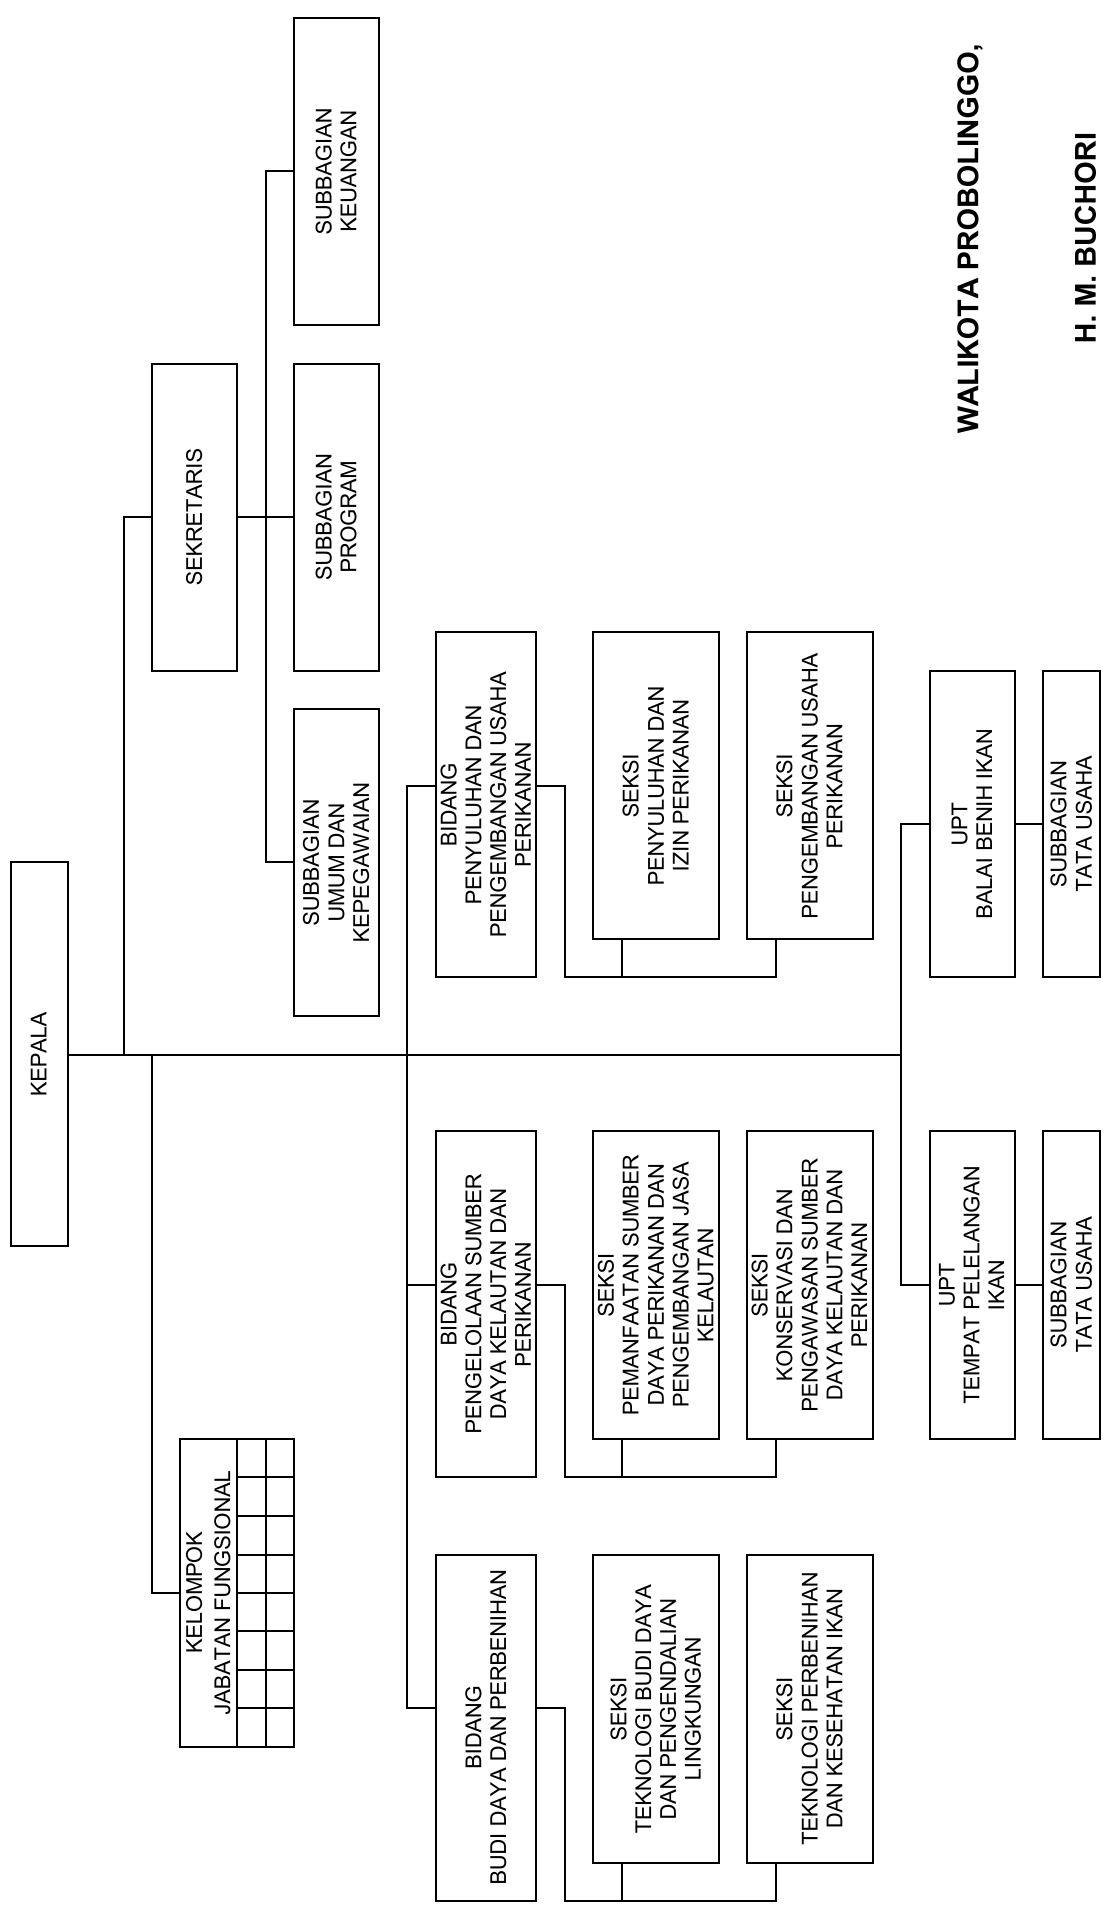 KEPALA
SEKRETARIS
KELOMPOK
JABATAN FUNGSIONAL
SUBBAGIAN
UMUM DAN
KEPEGAWAIAN
SUBBAGIAN
PROGRAM
SUBBAGIAN
KEUANGAN
BIDANG
BUDI DAYA DAN PERBENIHAN
BIDANG
PENGELOLAAN SUMBER
DAYA KELAUTAN DAN
PERIKANAN
BIDANG
PENYULUHAN DAN
PENGEMBANGAN USAHA
PERIKANAN
SEKSI
TEKNOLOGI BUDI DAYA
DAN PENGENDALIAN
LINGKUNGAN
SEKSI
PEMANFAATAN SUMBER
DAYA PERIKANAN DAN
PENGEMBANGAN JASA
KELAUTAN
SEKSI
PENYULUHAN DAN
IZIN PERIKANAN
SEKSI
TEKNOLOGI PERBENIHAN
DAN KESEHATAN IKAN
SEKSI
KONSERVASI DAN
PENGAWASAN SUMBER
DAYA KELAUTAN DAN
PERIKANAN
SEKSI
PENGEMBANGAN USAHA
PERIKANAN
UPT
TEMPAT PELELANGAN
IKAN
UPT
BALAI BENIH IKAN
SUBBAGIAN
TATA USAHA
SUBBAGIAN
TATA USAHA
WALIKOTA PROBOLINGGO,
H. M. BUCHORI